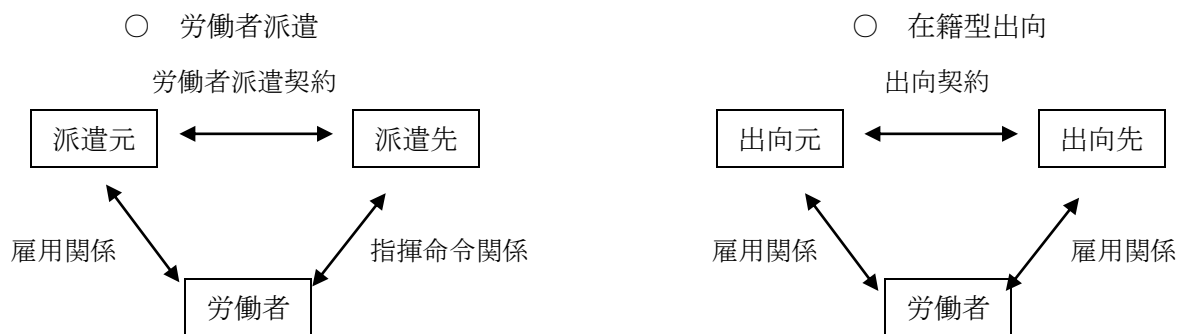 ○ 労働者派遣
労働者派遣契約
派遣元
派遣先
雇用関係
指揮命令関係
労働者
○ 在籍型出向
出向契約
出向元
出向先
雇用関係
雇用関係
労働者